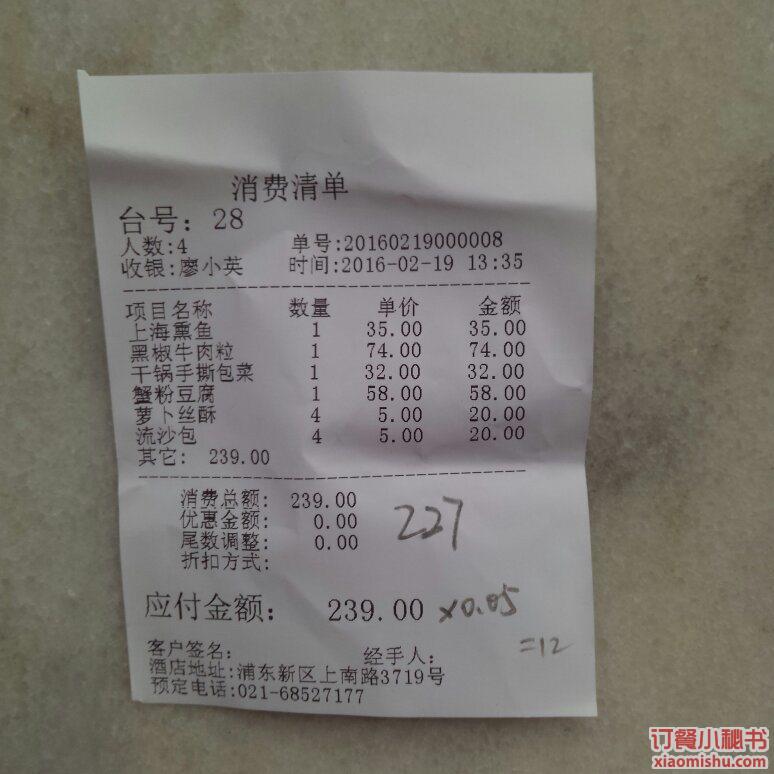 消费清单
台号: 28
人数:4 单号:20160219000008
收银:廖小英 时间:2016-02-19 13:35
项目名称 数量 单价 金额
上海熏鱼 1 35.00 35.00
黑椒牛肉粒 1 74.00 74.00
干锅手撕包菜 1 32.00 32.00
蟹粉豆腐 1 58.00 58.00
萝卜丝酥 4 5.00 20.00
流沙包 4 5.00 20.00
其它: 239.00
消费总额: 239.00
优惠金额: 0.00
227
尾数调整: 0.00
折扣方式:
应付金额: 239.00 ×0.05
=12
客户签名: 经手人:
酒店地址:浦东新区上南路3719号
预定电话:021-68527177
订餐小秘书
xiaomishu.com